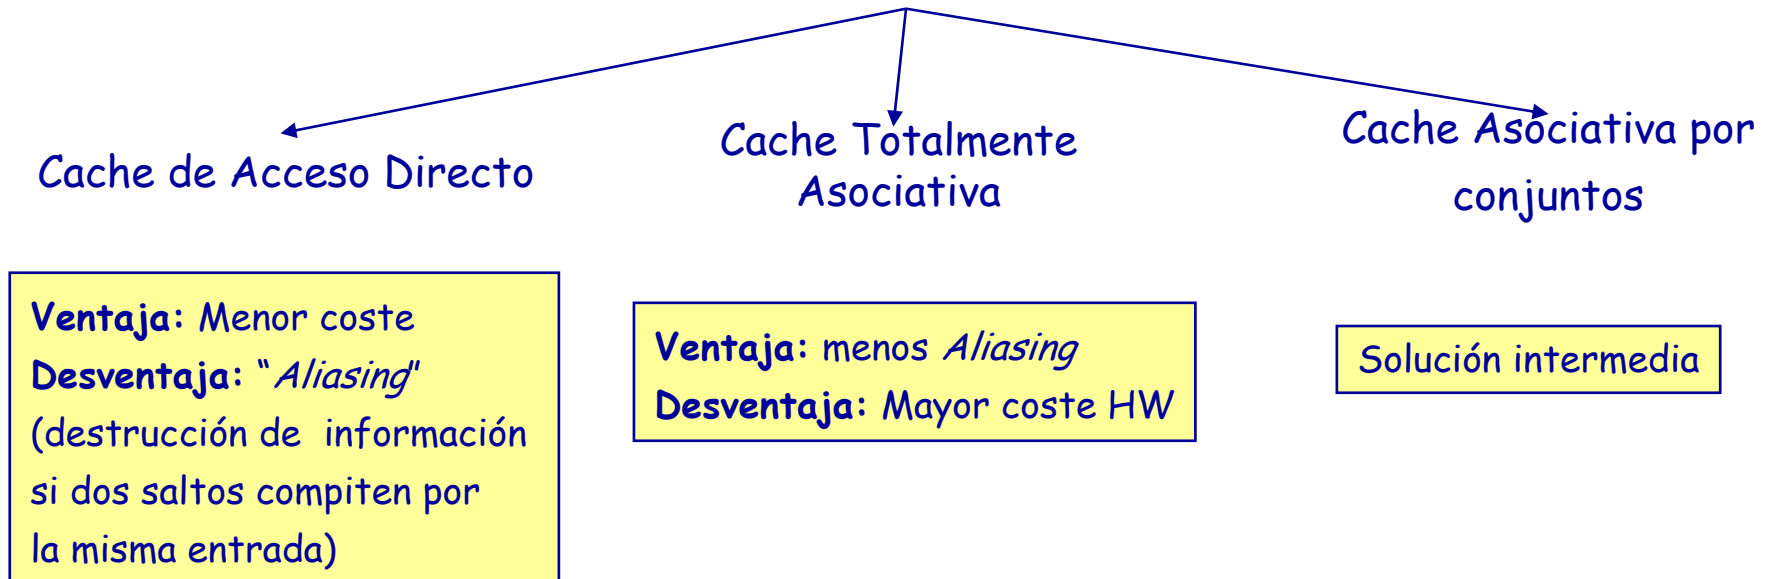 Cache de Acceso Directo
Cache Totalmente
Asociativa
Cache Asociativa por
conjuntos
Ventaja: Menor coste
Desventaja: "Aliasing"
(destrucción de información
si dos saltos compiten por
la misma entrada)
Ventaja: menos Aliasing
Desventaja: Mayor coste HW
Solución intermedia